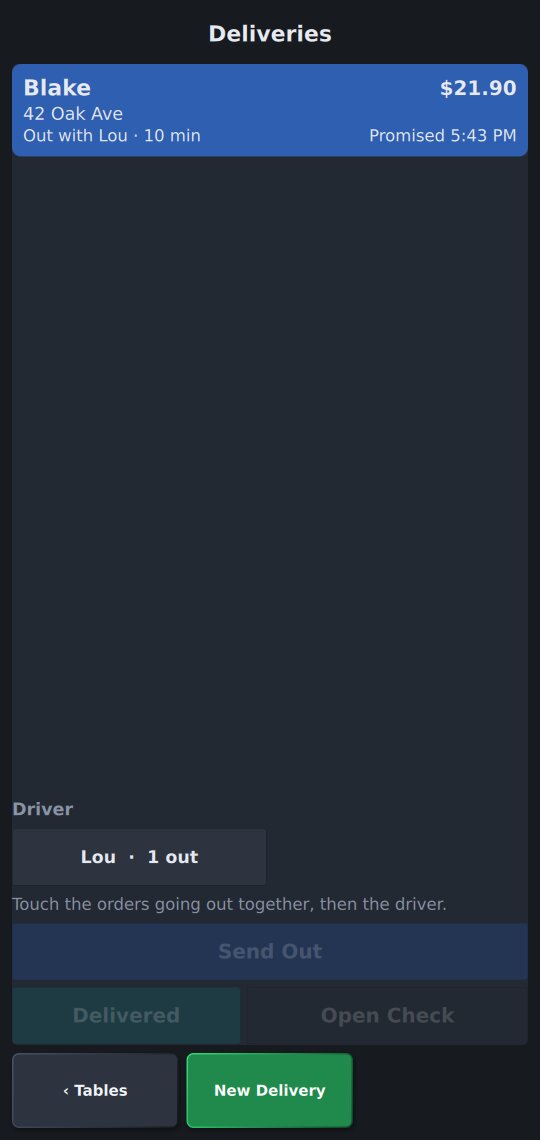 Deliveries
Blake $21.90
42 Oak Ave
Out with Lou · 10 min Promised 5:43 PM
Driver
Lou · 1 out
Touch the orders going out together, then the driver.
Send Out
Delivered Open Check
‹ Tables New Delivery